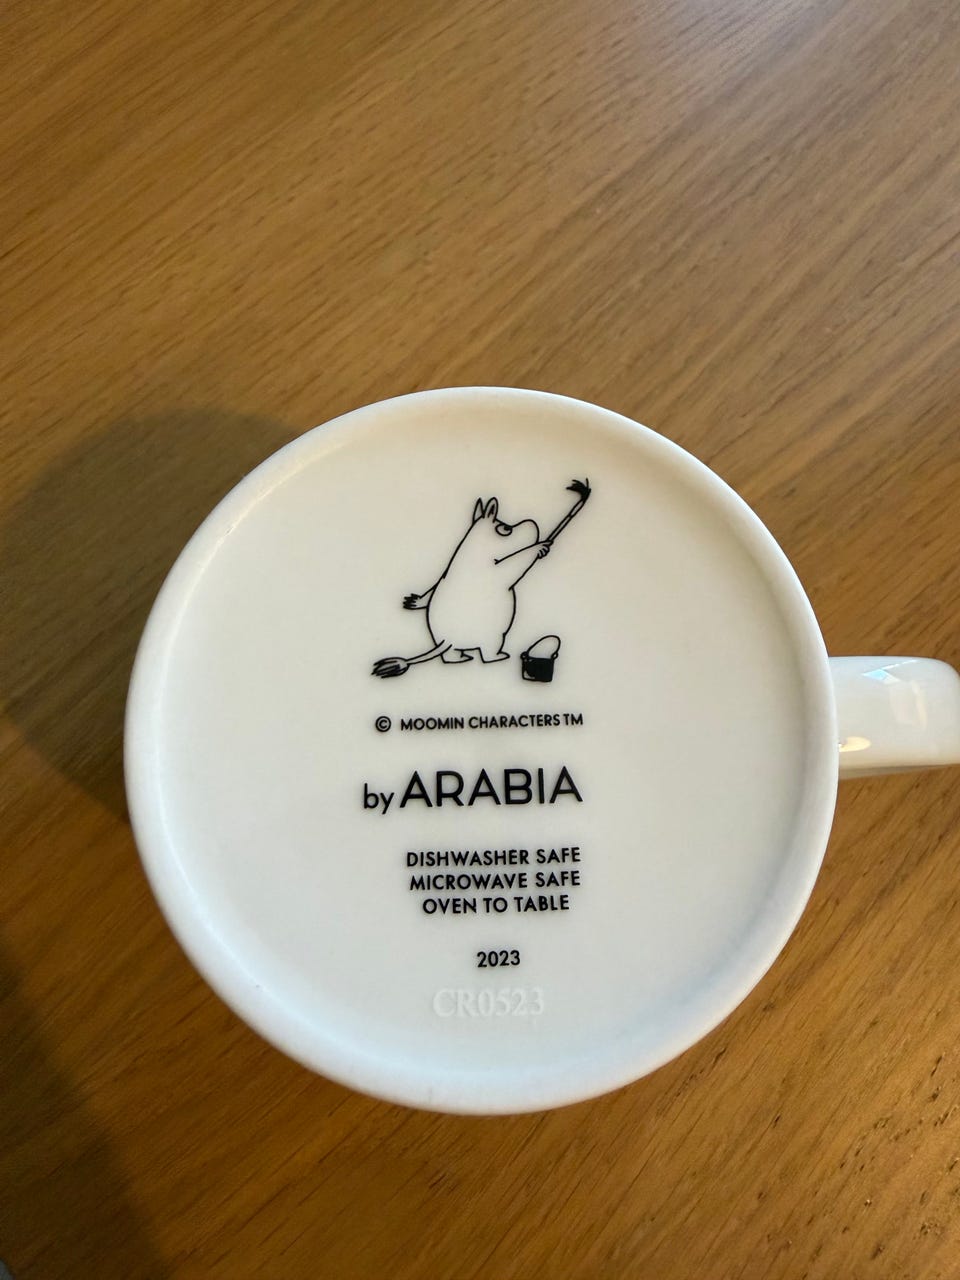 © MOOMIN CHARACTERS TM
by ARABIA
DISHWASHER SAFE
MICROWAVE SAFE
OVEN TO TABLE
2023
CR0523